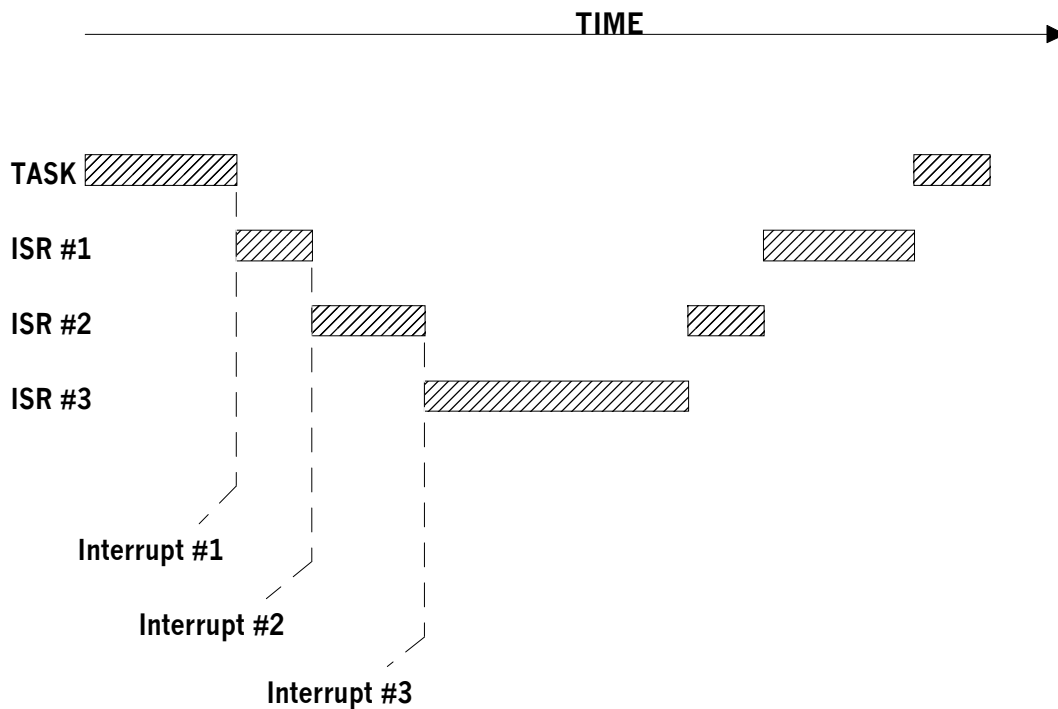 TIME
TASK
ISR #1
ISR #2
ISR #3
Interrupt #1
Interrupt #2
Interrupt #3